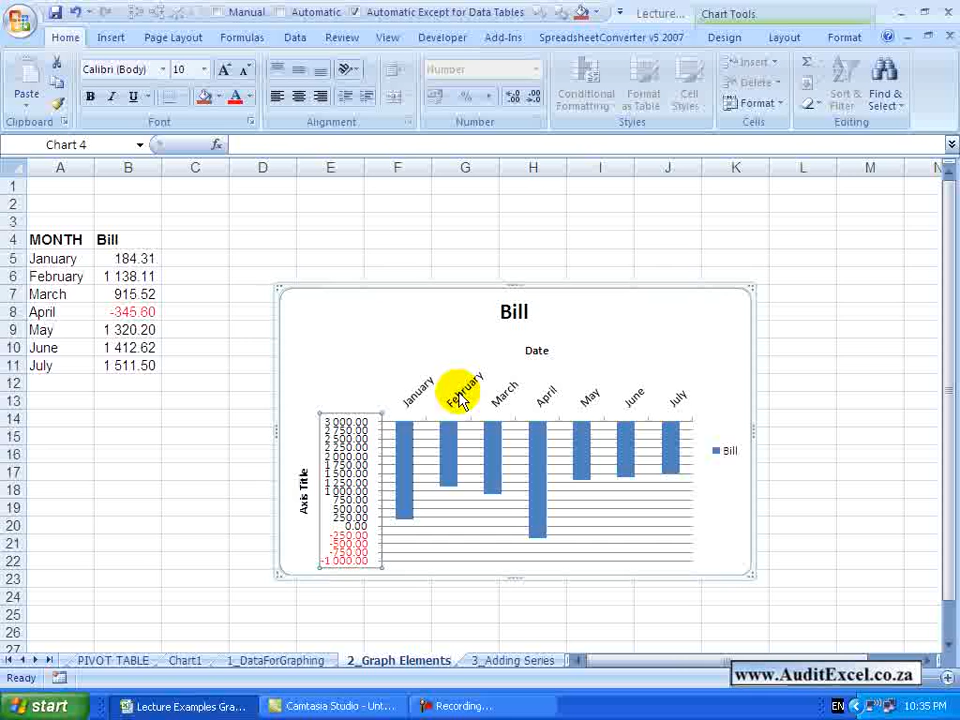 Manual Automatic Automatic Except for Data Tables Lecture... Chart Tools
Home Insert Page Layout Formulas Data Review View Developer Add-Ins SpreadsheetConverter v5 2007 Design Layout Format
Calibri (Body) 10 Number Insert
Paste B I U Conditional Formatting Format as Table Cell Styles Delete Sort & Filter Find & Select
Format
Clipboard Font Alignment Number Styles Cells Editing
Chart 4 fx
A B C D E F G H I J K L M N
1
2
3
4 MONTH Bill
5 January 184.31
6 February 1 138.11
7 March 915.52
8 April -345.60
9 May 1 320.20
10 June 1 412.62
11 July 1 511.50
12
13
14
15
16
17
18
19
20
21
22
23
24
25
26
27
Bill
Date
January February March April May June July
3 000.00
2 750.00
2 500.00
2 250.00
2 000.00
1 750.00
1 500.00
1 250.00
1 000.00
750.00
500.00
250.00
0.00
-250.00
-500.00
-750.00
-1 000.00
Axis Title
Bill
PIVOT TABLE Chart1 1_DataForGraphing 2_Graph Elements 3_Adding Series
Ready
www.AuditExcel.co.za
start Lecture Examples Gra... Camtasia Studio - Unt... Recording... EN 10:35 PM